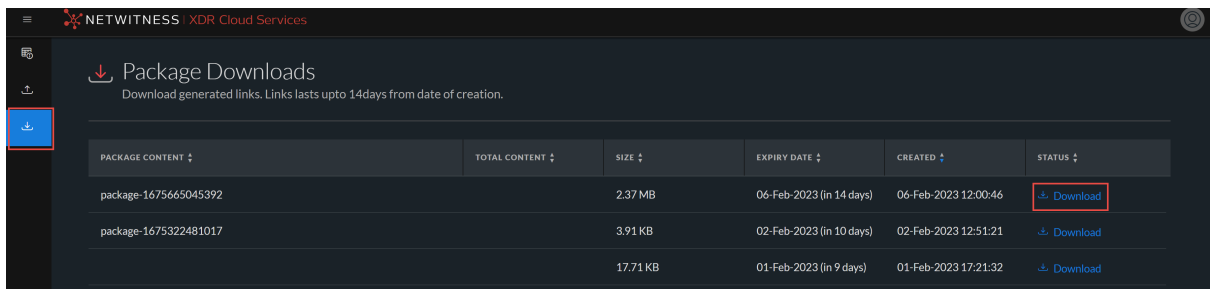 NETWITNESS | XDR Cloud Services
Package Downloads
Download generated links. Links lasts upto 14days from date of creation.
PACKAGE CONTENT TOTAL CONTENT SIZE EXPIRY DATE CREATED STATUS
package-1675665045392 2.37 MB 06-Feb-2023 (in 14 days) 06-Feb-2023 12:00:46 Download
package-1675322481017 3.91 KB 02-Feb-2023 (in 10 days) 02-Feb-2023 12:51:21 Download
17.71 KB 01-Feb-2023 (in 9 days) 01-Feb-2023 17:21:32 Download